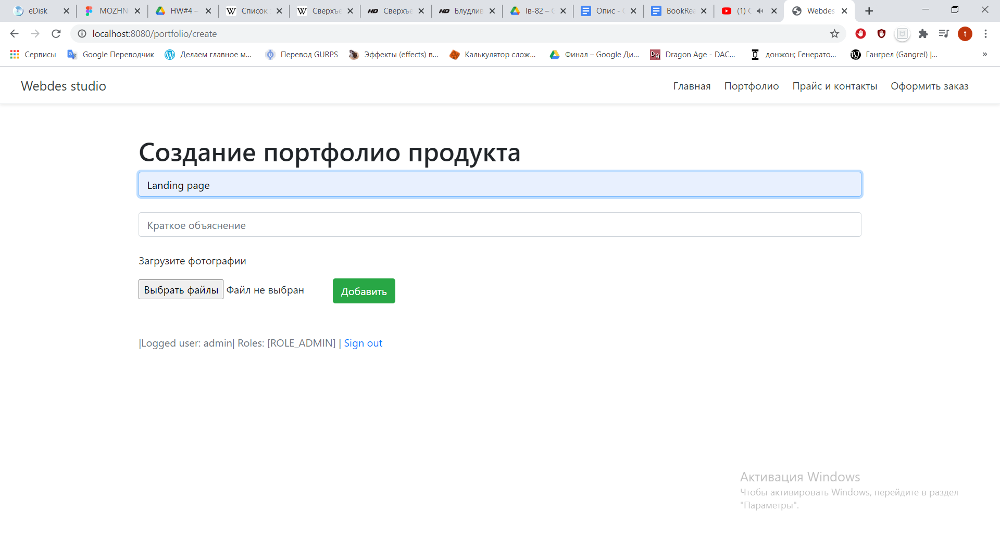 eDisk MOZHN HW#4 – Список Сверхъе Сверхъе Блудлив Ів-82 – Опис - BookRea (1) Webdes
localhost:8080/portfolio/create
t
Сервисы Google Переводчик Делаем главное м... Перевод GURPS Эффекты (effects) в... Калькулятор слож... Финал – Google Ди... Dragon Age - DAC... донжон; Генерато... Гангрел (Gangrel) |... »
Webdes studio Главная Портфолио Прайс и контакты Оформить заказ
Создание портфолио продукта
Landing page
Краткое объяснение
Загрузите фотографии
Выбрать файлы Файл не выбран Добавить
|Logged user: admin| Roles: [ROLE_ADMIN] | Sign out
Активация Windows
Чтобы активировать Windows, перейдите в раздел
"Параметры".